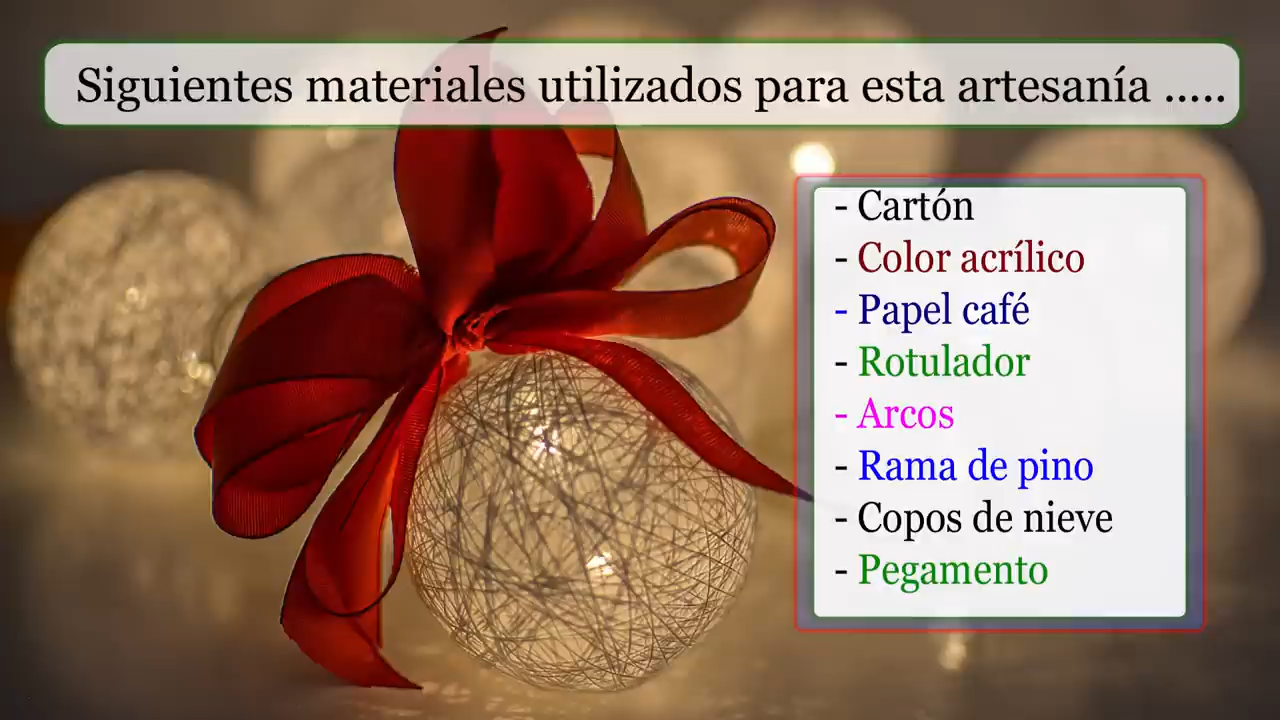 Siguientes materiales utilizados para esta artesanía .....
- Cartón
- Color acrílico
- Papel café
- Rotulador
- Arcos
- Rama de pino
- Copos de nieve
- Pegamento